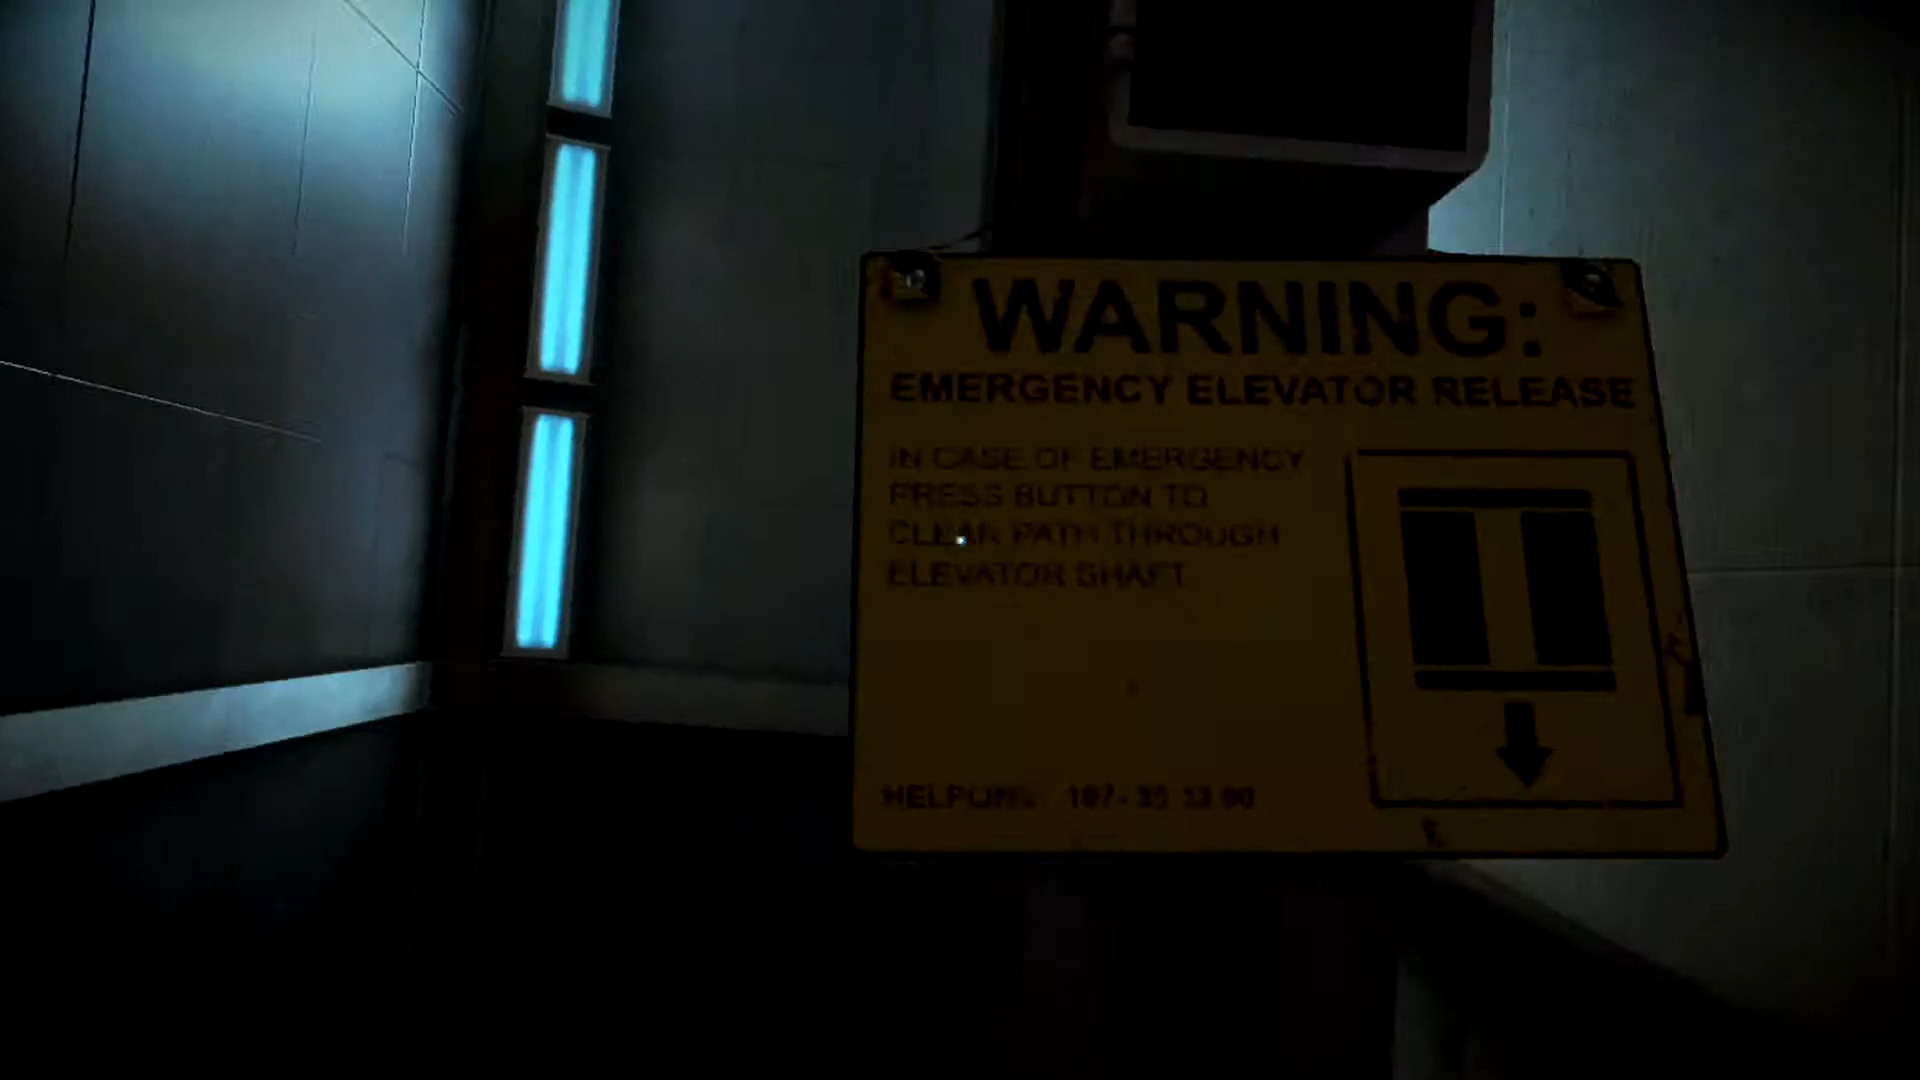 WARNING:
EMERGENCY ELEVATOR RELEASE
IN CASE OF EMERGENCY
PRESS BUTTON TO
CLEAR PATH THROUGH
ELEVATOR SHAFT
HELPLINE